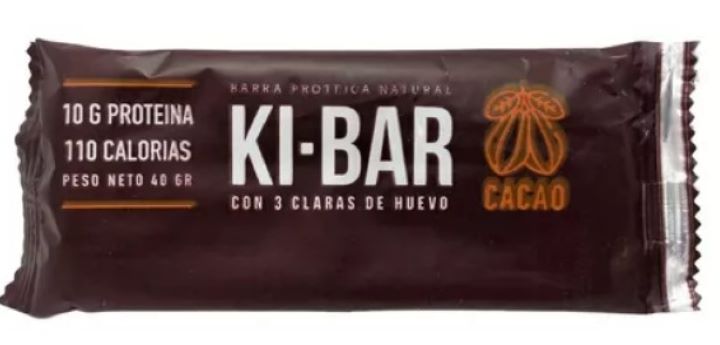 10 G PROTEINA
110 CALORIAS
PESO NETO 40 GR
BARRA PROTEICA NATURAL
KI·BAR
CON 3 CLARAS DE HUEVO
CACAO